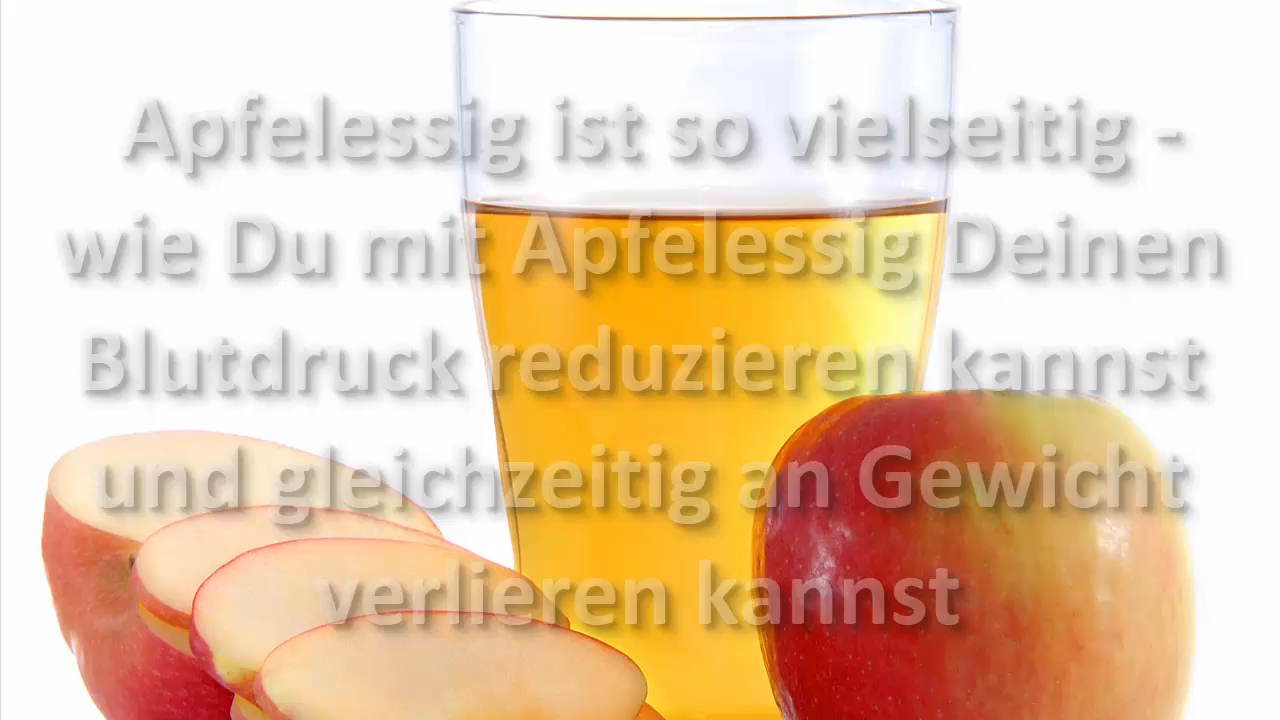 Apfelessig ist so vielseitig -
wie Du mit Apfelessig Deinen
Blutdruck reduzieren kannst
und gleichzeitig an Gewicht
verlieren kannst